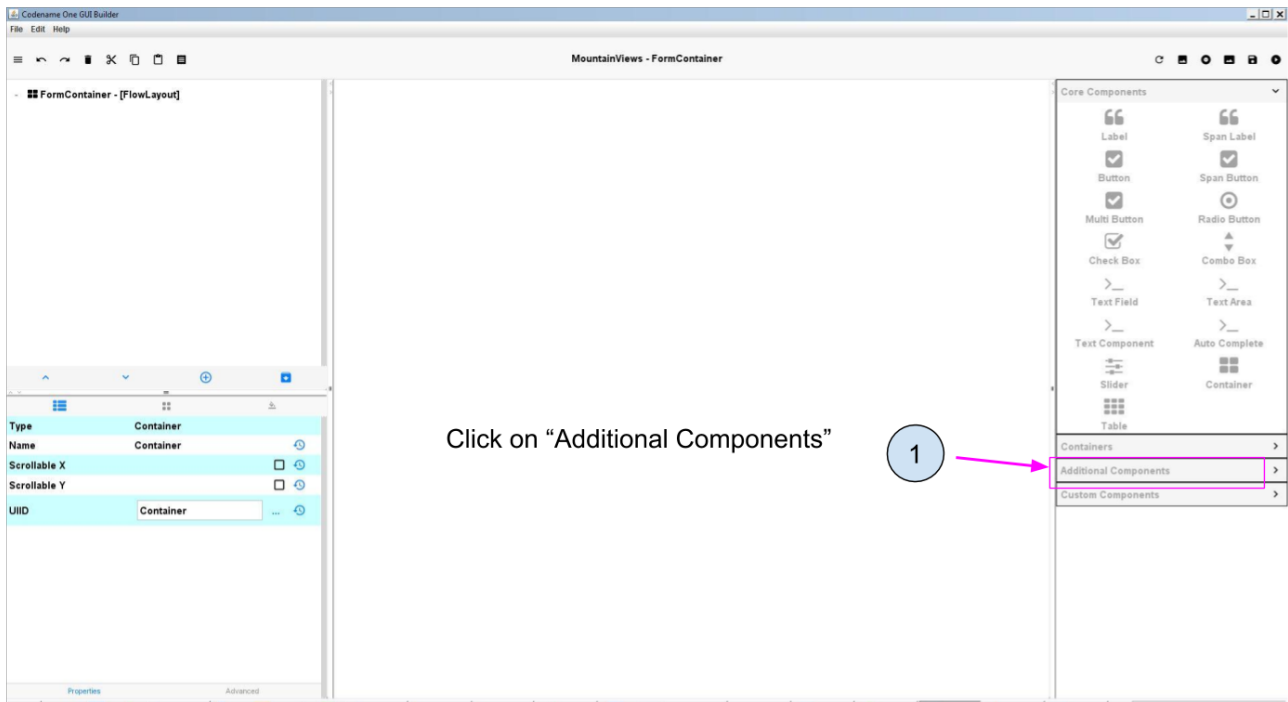 Codename One GUI Builder
File Edit Help
MountainViews - FormContainer
FormContainer - [FlowLayout]
Type Container
Name Container
Scrollable X
Scrollable Y
UIID Container ...
Properties Advanced
Click on “Additional Components”
1
Core Components
Label Span Label
Button Span Button
Multi Button Radio Button
Check Box Combo Box
Text Field Text Area
Text Component Auto Complete
Slider Container
Table
Containers
Additional Components
Custom Components